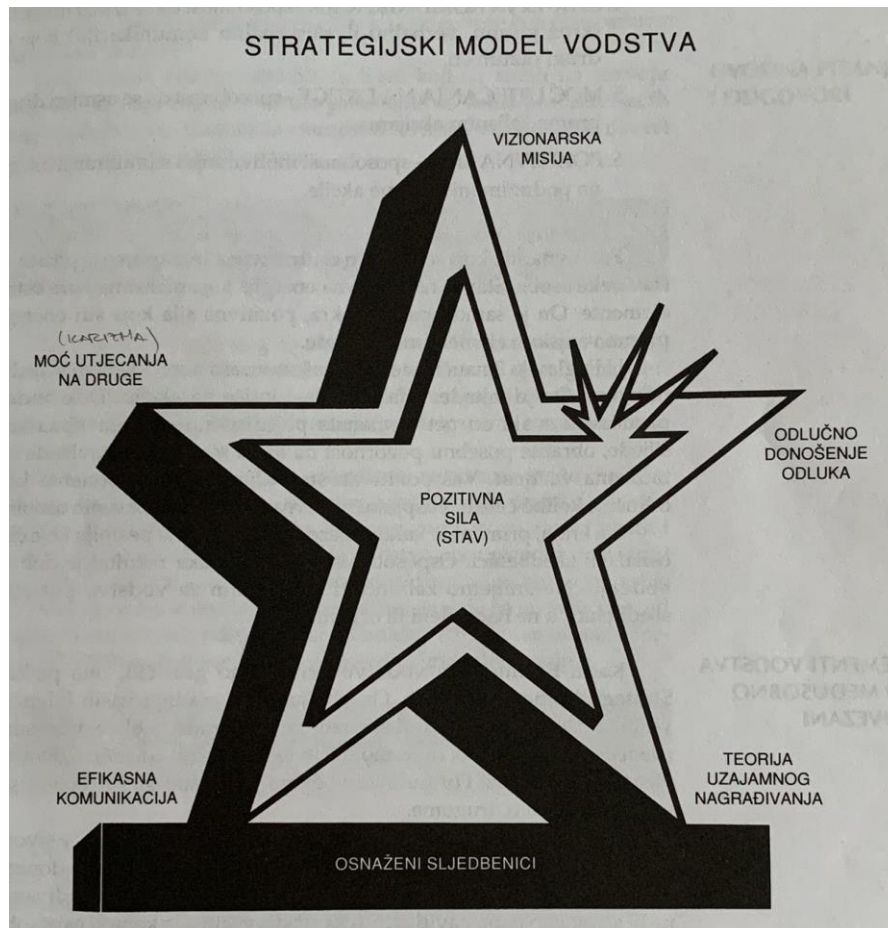 STRATEGIJSKI MODEL VODSTVA
VIZIONARSKA
MISIJA
(KARIZMA)
MOĆ UTJECANJA
NA DRUGE
ODLUČNO
DONOŠENJE
ODLUKA
POZITIVNA
SILA
(STAV)
EFIKASNA
KOMUNIKACIJA
TEORIJA
UZAJAMNOG
NAGRAĐIVANJA
OSNAŽENI SLJEDBENICI